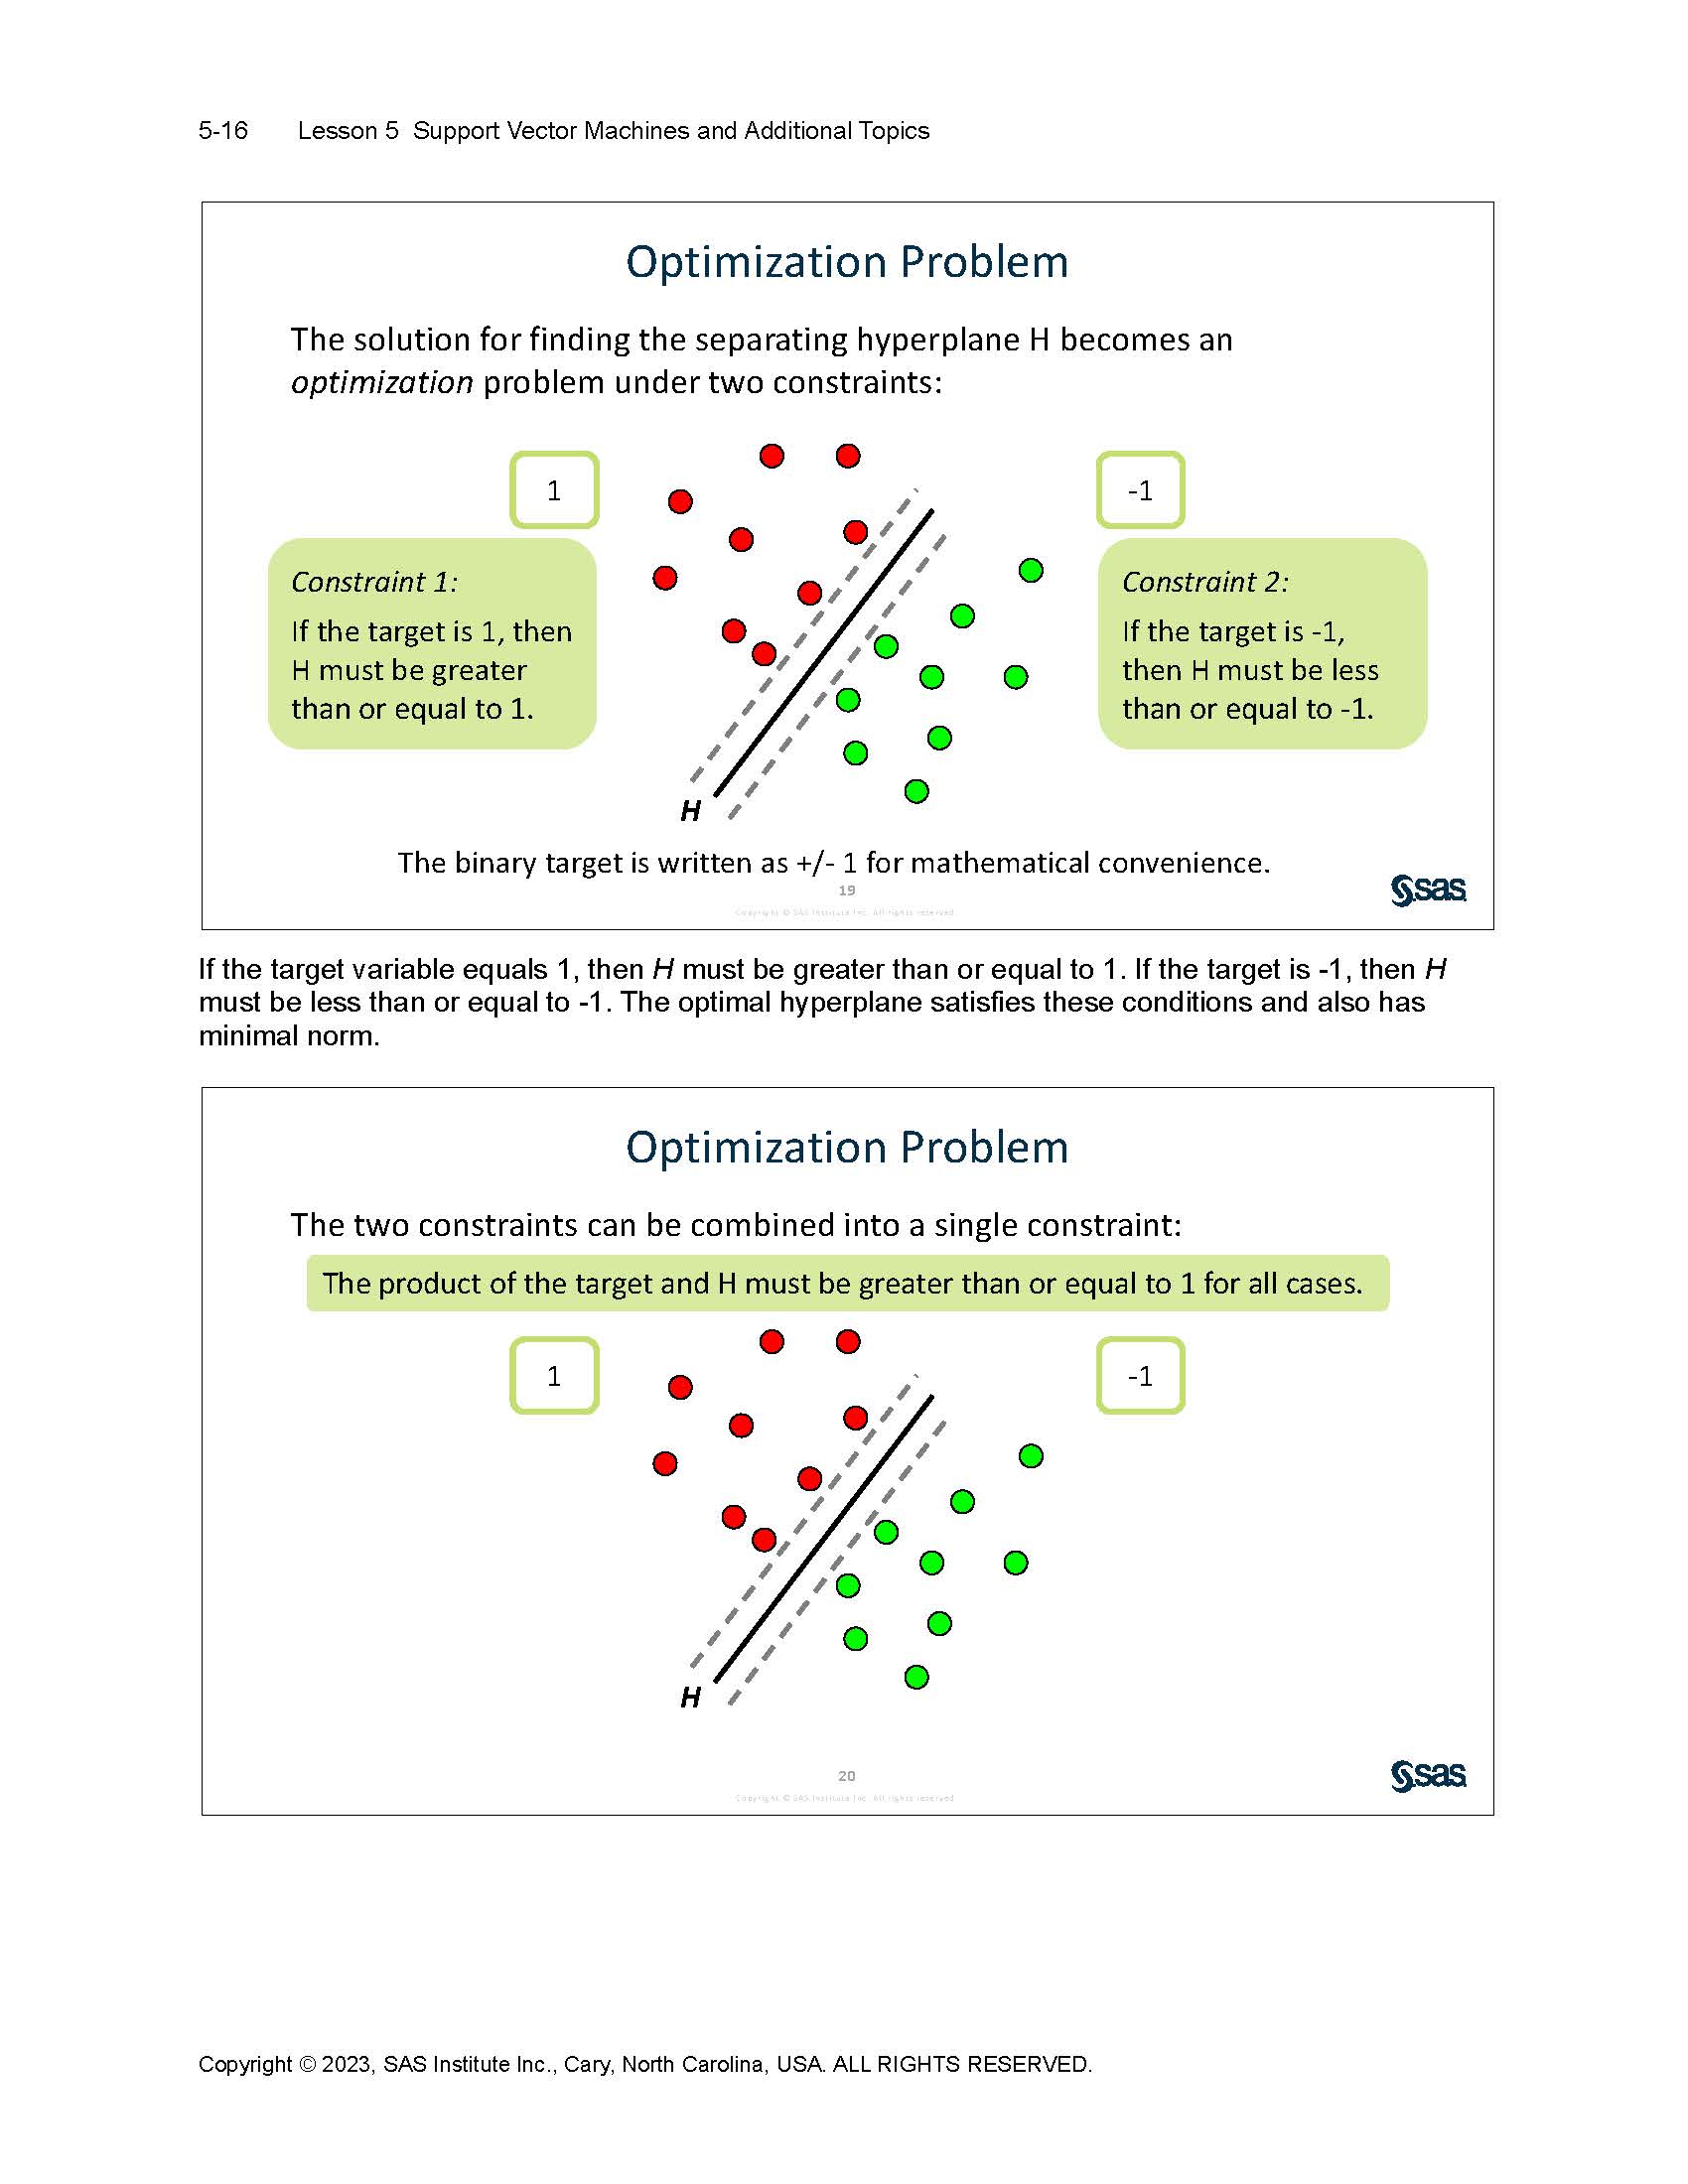 5-16 Lesson 5 Support Vector Machines and Additional Topics
Optimization Problem
The solution for finding the separating hyperplane H becomes an
optimization problem under two constraints:
1
-1
Constraint 1:
If the target is 1, then
H must be greater
than or equal to 1.
Constraint 2:
If the target is -1,
then H must be less
than or equal to -1.
H
The binary target is written as +/- 1 for mathematical convenience.
19
Copyright © SAS Institute Inc. All rights reserved
sas
If the target variable equals 1, then H must be greater than or equal to 1. If the target is -1, then H
must be less than or equal to -1. The optimal hyperplane satisfies these conditions and also has
minimal norm.
Optimization Problem
The two constraints can be combined into a single constraint:
The product of the target and H must be greater than or equal to 1 for all cases.
1
-1
H
20
Copyright © SAS Institute Inc. All rights reserved
sas
Copyright © 2023, SAS Institute Inc., Cary, North Carolina, USA. ALL RIGHTS RESERVED.